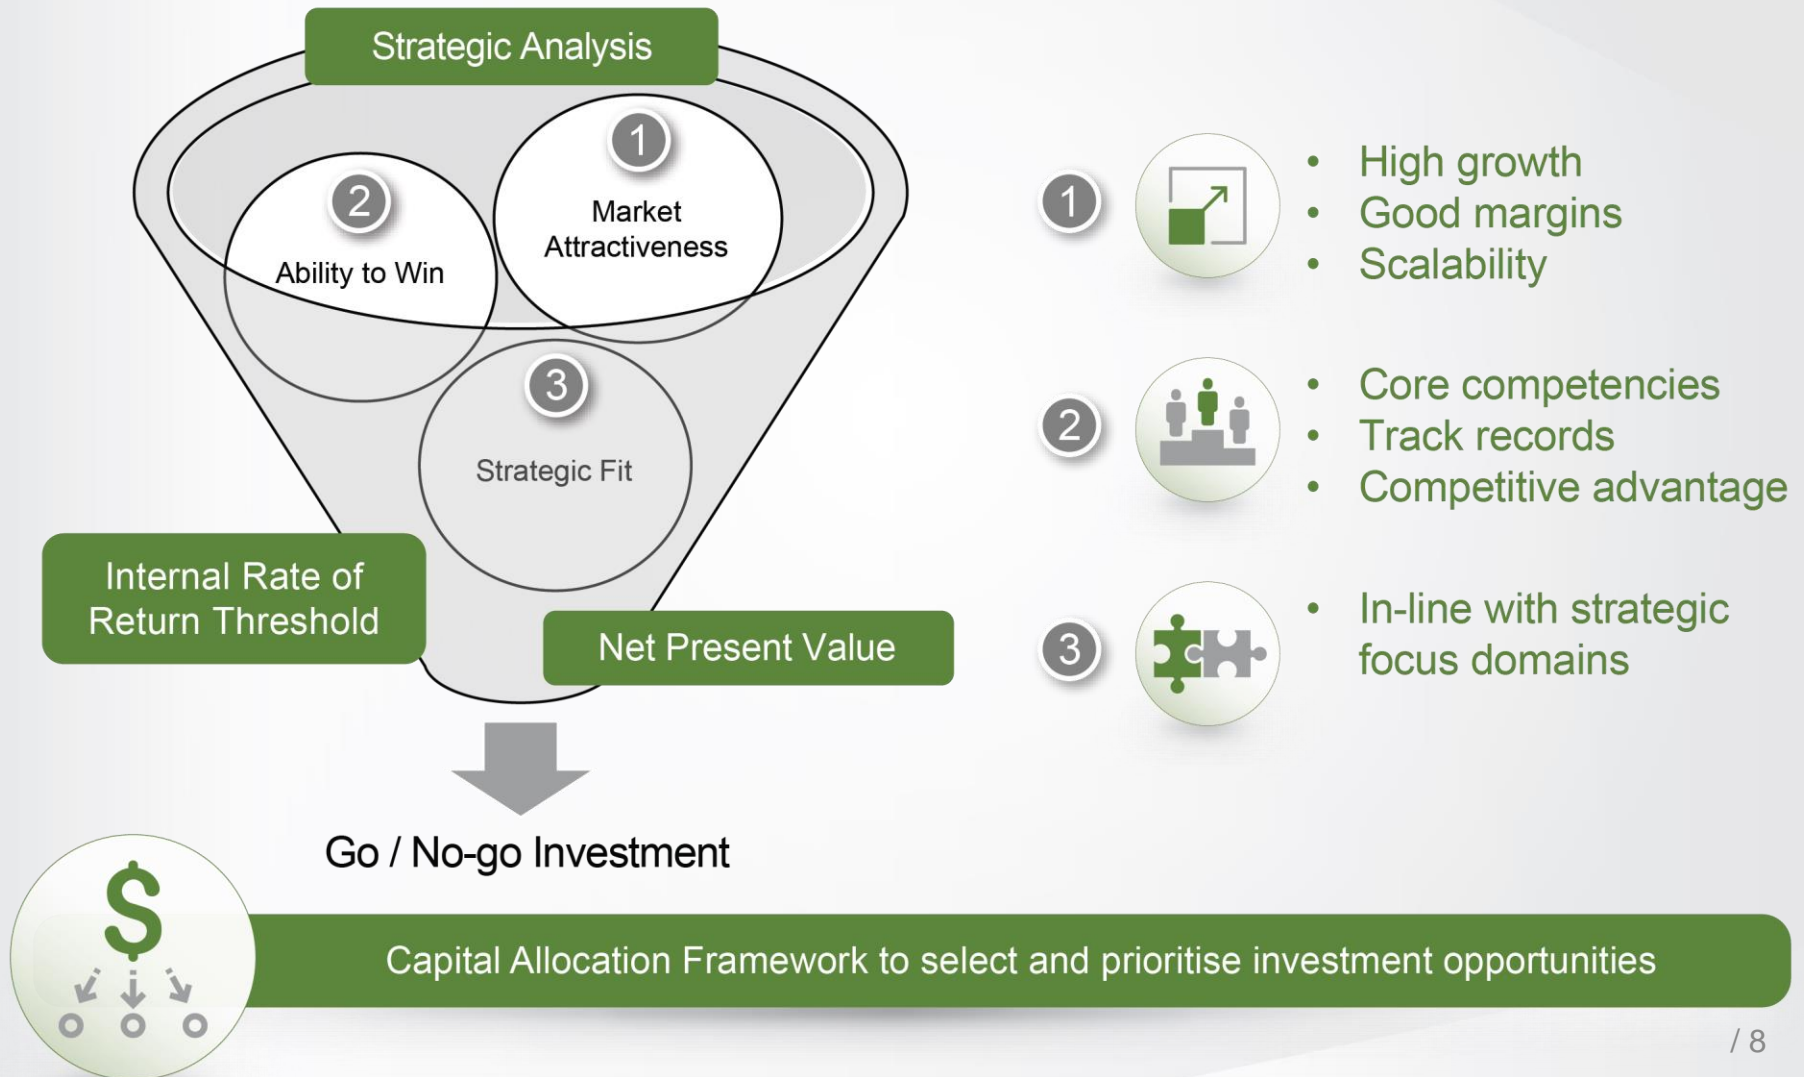 Strategic Analysis
1
Market
Attractiveness
2
Ability to Win
3
Strategic Fit
Internal Rate of
Return Threshold
Net Present Value
Go / No-go Investment
1
• High growth
• Good margins
• Scalability
2
• Core competencies
• Track records
• Competitive advantage
3
• In-line with strategic
focus domains
$
Capital Allocation Framework to select and prioritise investment opportunities
/ 8